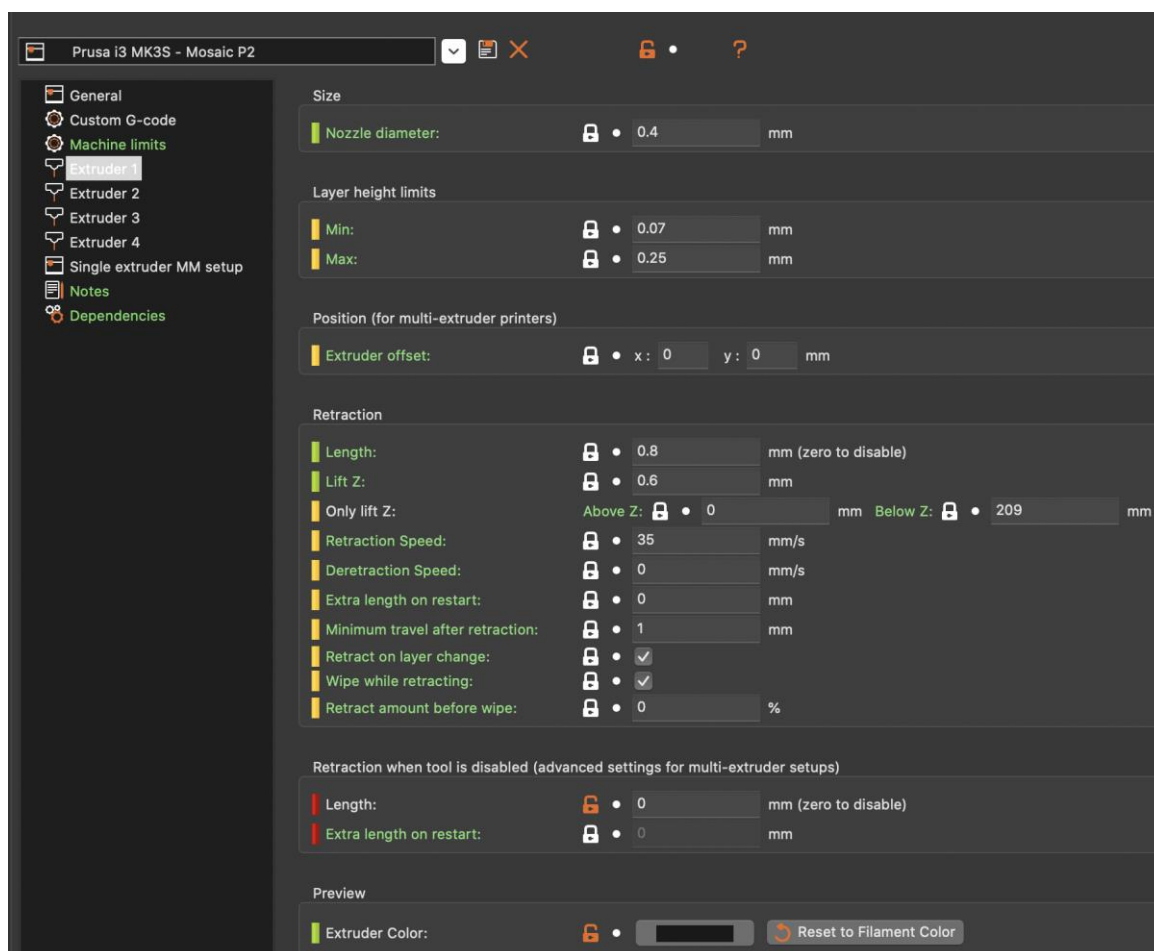 Prusa i3 MK3S - Mosaic P2
?
General
Custom G-code
Machine limits
Extruder 1
Extruder 2
Extruder 3
Extruder 4
Single extruder MM setup
Notes
Dependencies
Size
Nozzle diameter: 0.4 mm
Layer height limits
Min: 0.07 mm
Max: 0.25 mm
Position (for multi-extruder printers)
Extruder offset: x : 0 y : 0 mm
Retraction
Length: 0.8 mm (zero to disable)
Lift Z: 0.6 mm
Only lift Z: Above Z: 0 mm Below Z: 209 mm
Retraction Speed: 35 mm/s
Deretraction Speed: 0 mm/s
Extra length on restart: 0 mm
Minimum travel after retraction: 1 mm
Retract on layer change:
Wipe while retracting:
Retract amount before wipe: 0 %
Retraction when tool is disabled (advanced settings for multi-extruder setups)
Length: 0 mm (zero to disable)
Extra length on restart: 0 mm
Preview
Extruder Color: Reset to Filament Color